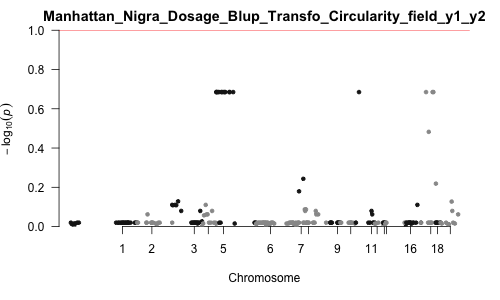 Manhattan_Nigra_Dosage_Blup_Transfo_Circularity_field_y1_y2
1.0
0.8
0.6
0.4
0.2
0.0
− log10(p)
1 2 3 5 6 7 9 11 16 18
Chromosome